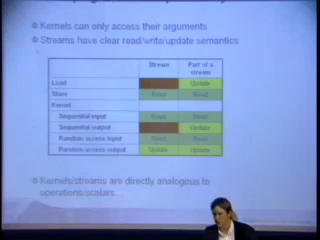 Kernels can only access their arguments
Streams have clear read/write/update semantics
Stream Part of a stream
Load Update
Store Read Read
Kernel
Sequential input Read Read
Sequential output Update
Random access input Read Read
Random access output Update Update
Kernels/streams are directly analogous to
operations/scalars...